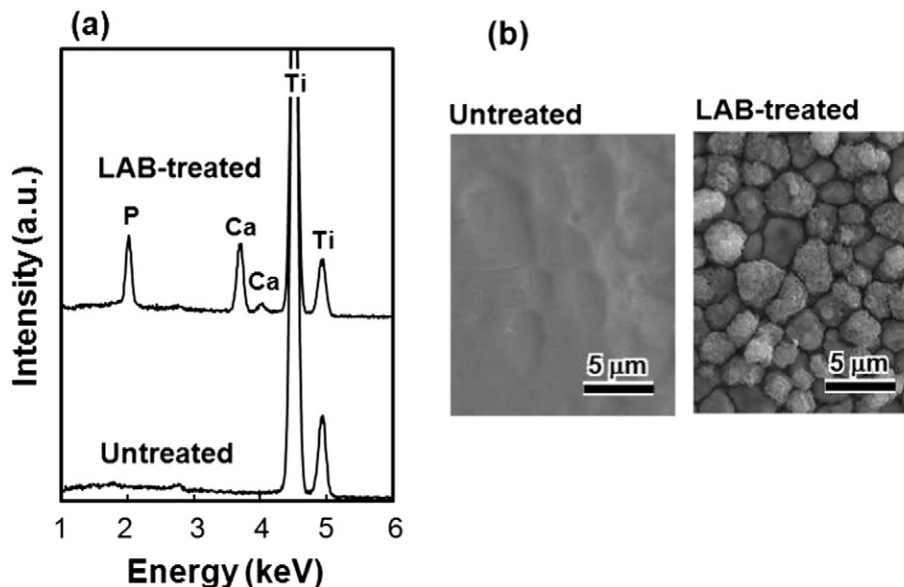 (a)
Intensity (a.u.)
LAB-treated
P
Ca
Ca
Ti
Ti
Untreated
1 2 3 4 5 6
Energy (keV)
(b)
Untreated
5 μm
LAB-treated
5 μm